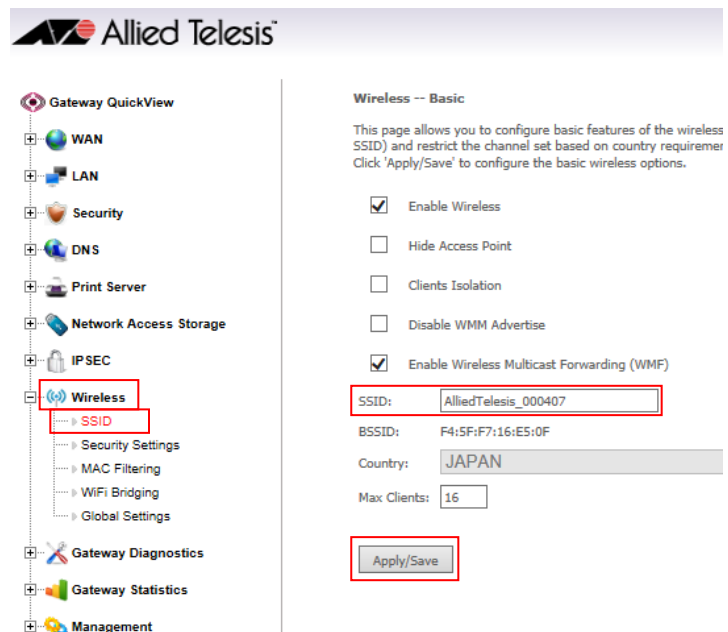 Allied Telesis™
Gateway QuickView
WAN
LAN
Security
DNS
Print Server
Network Access Storage
IPSEC
Wireless
SSID
Security Settings
MAC Filtering
WiFi Bridging
Global Settings
Gateway Diagnostics
Gateway Statistics
Management
Wireless -- Basic
This page allows you to configure basic features of the wireless
SSID) and restrict the channel set based on country requiremen
Click 'Apply/Save' to configure the basic wireless options.
Enable Wireless
Hide Access Point
Clients Isolation
Disable WMM Advertise
Enable Wireless Multicast Forwarding (WMF)
SSID: AlliedTelesis_000407
BSSID: F4:5F:F7:16:E5:0F
Country: JAPAN
Max Clients: 16
Apply/Save